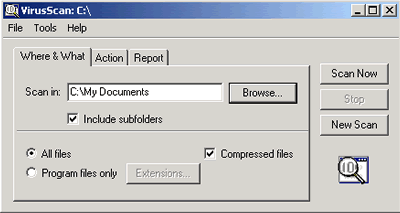 VirusScan: C:\
File Tools Help
Where & What Action Report
Scan in: C:\My Documents Browse...
Include subfolders
All files Compressed files
Program files only Extensions...
Scan Now
Stop
New Scan